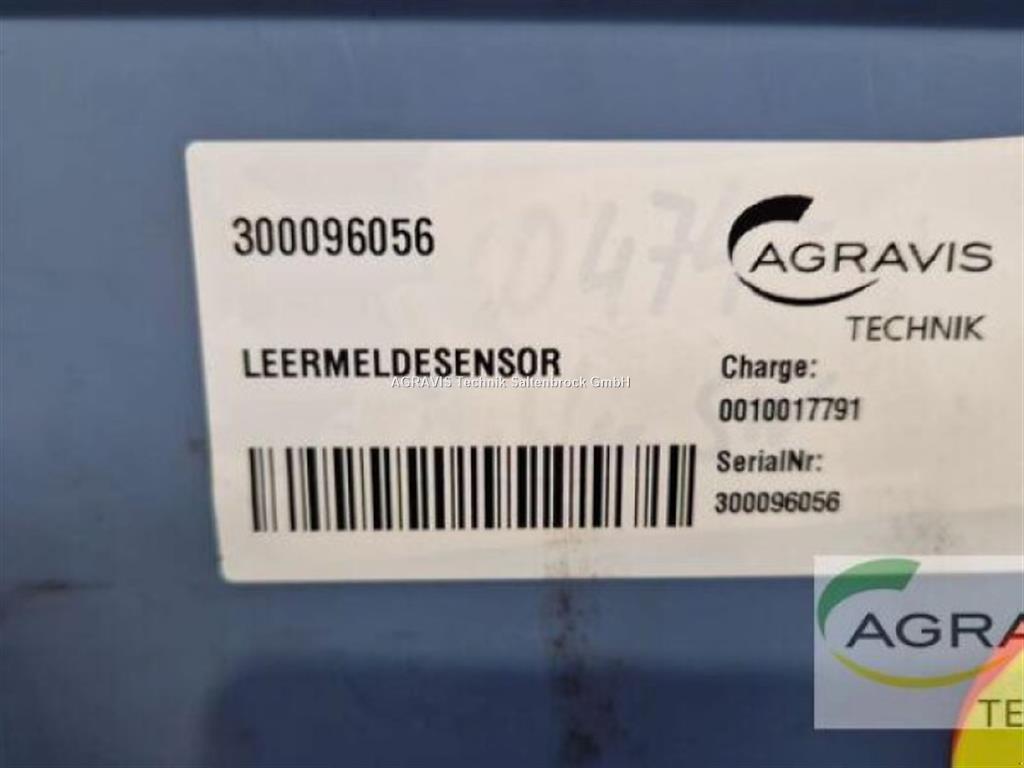 300096056
AGRAVIS
TECHNIK
LEERMELDESENSOR
AGRAVIS Technik Saltenbrock GmbH
Charge:
0010017791
SerialNr:
300096056
AGRA
TE